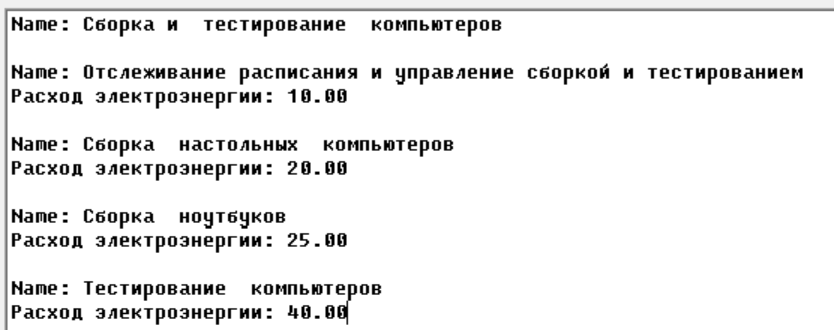 Name: Сборка и  тестирование  компьютеров
Name: Отслеживание расписания и управление сборкой и тестированием
Расход электроэнергии: 10.00
Name: Сборка  настольных  компьютеров
Расход электроэнергии: 20.00
Name: Сборка  ноутбуков
Расход электроэнергии: 25.00
Name: Тестирование  компьютеров
Расход электроэнергии: 40.00